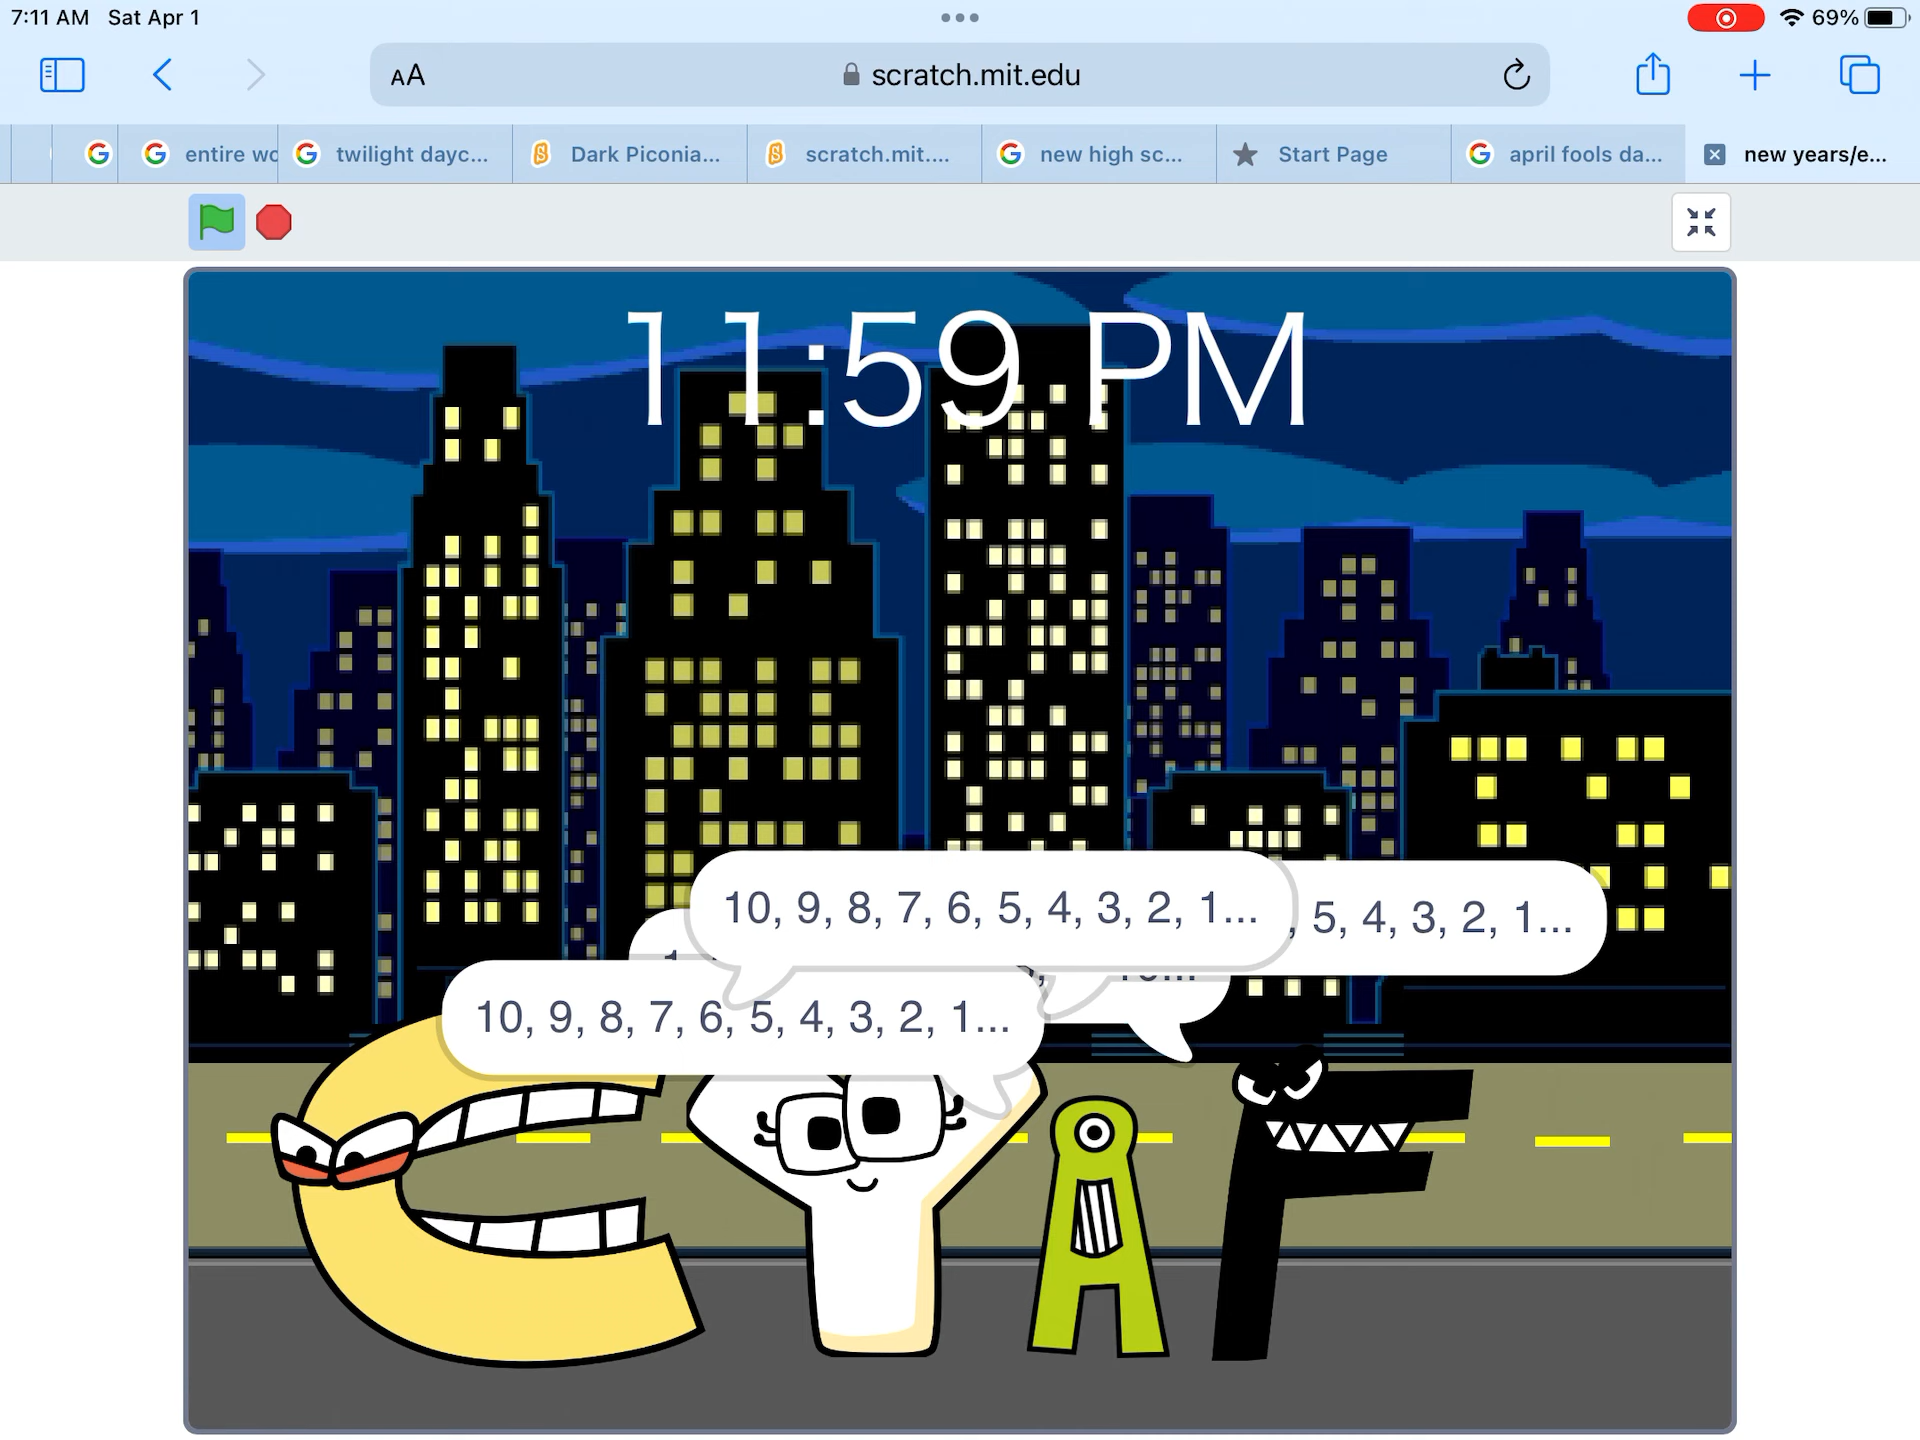 7:11 AM Sat Apr 1
69%
AA
scratch.mit.edu
entire wc
twilight dayc...
Dark Piconia...
scratch.mit....
new high sc...
Start Page
april fools da...
new years/e...
11:59 PM
10, 9, 8, 7, 6, 5, 4, 3, 2, 1...
, 5, 4, 3, 2, 1...
10, 9, 8, 7, 6, 5, 4, 3, 2, 1...